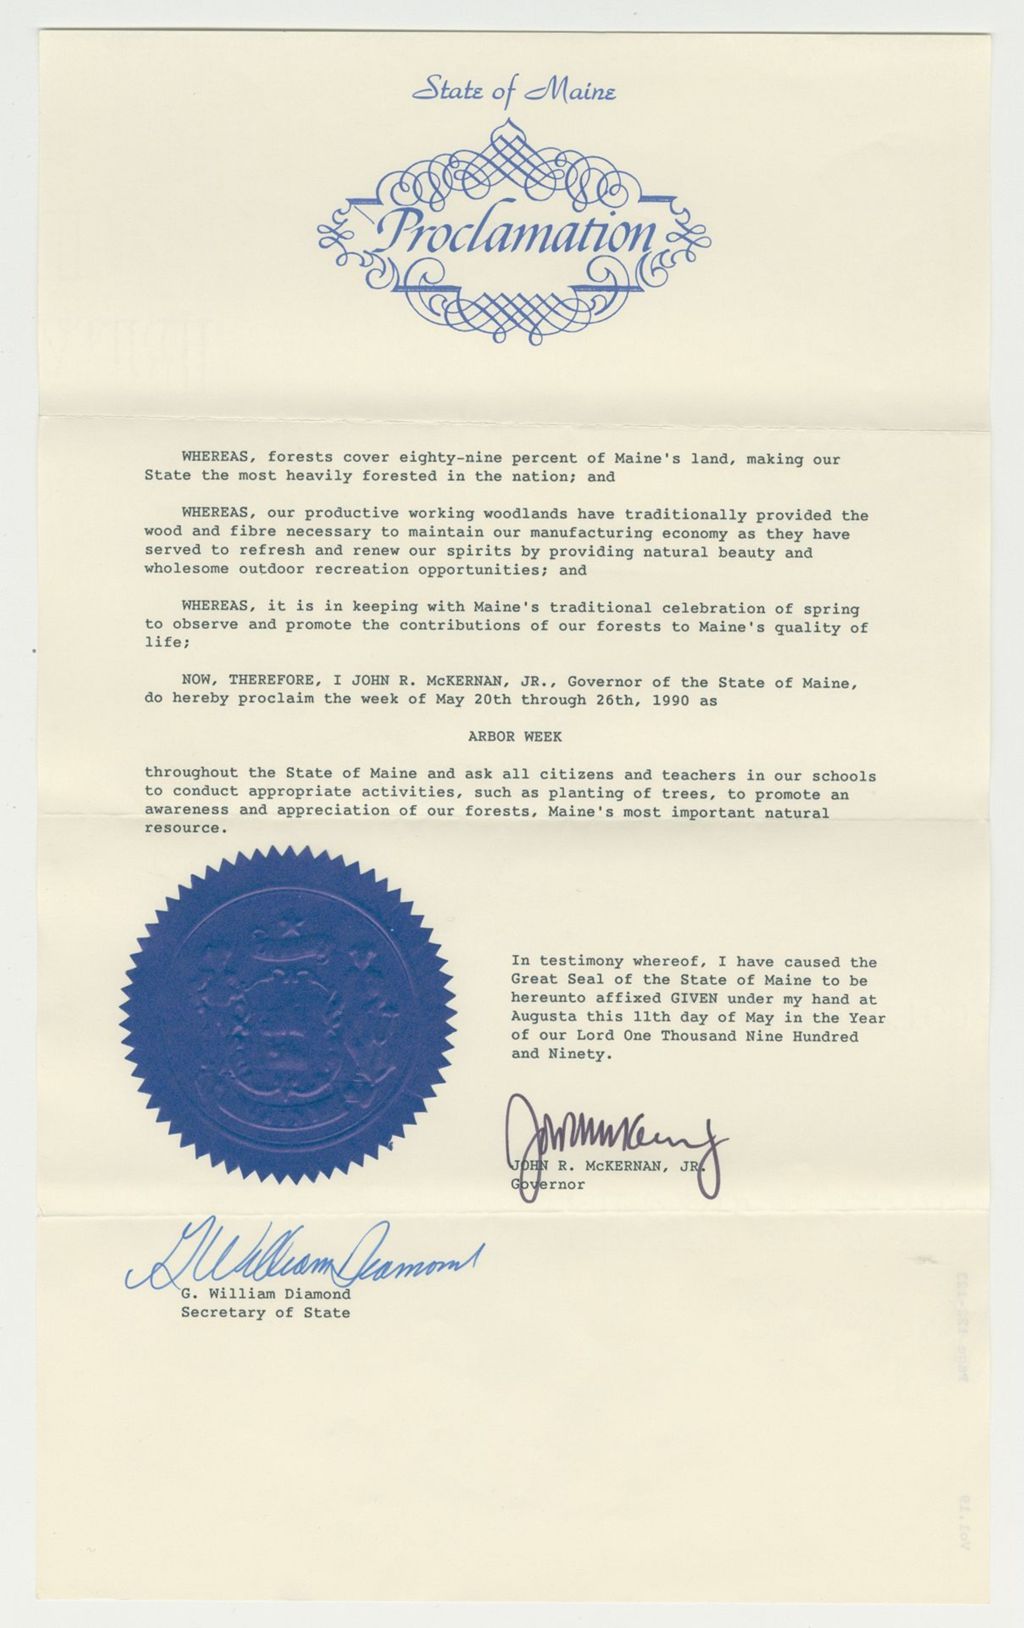 State of Maine
Proclamation
WHEREAS, forests cover eighty-nine percent of Maine's land, making our
State the most heavily forested in the nation; and
WHEREAS, our productive working woodlands have traditionally provided the
wood and fibre necessary to maintain our manufacturing economy as they have
served to refresh and renew our spirits by providing natural beauty and
wholesome outdoor recreation opportunities; and
WHEREAS, it is in keeping with Maine's traditional celebration of spring
to observe and promote the contributions of our forests to Maine's quality of
life;
NOW, THEREFORE, I JOHN R. McKERNAN, JR., Governor of the State of Maine,
do hereby proclaim the week of May 20th through 26th, 1990 as
ARBOR WEEK
throughout the State of Maine and ask all citizens and teachers in our schools
to conduct appropriate activities, such as planting of trees, to promote an
awareness and appreciation of our forests, Maine's most important natural
resource.
In testimony whereof, I have caused the
Great Seal of the State of Maine to be
hereunto affixed GIVEN under my hand at
Augusta this 11th day of May in the Year
of our Lord One Thousand Nine Hundred
and Ninety.
JOHN R. McKERNAN, JR.
Governor
G William Diamond
G. William Diamond
Secretary of State